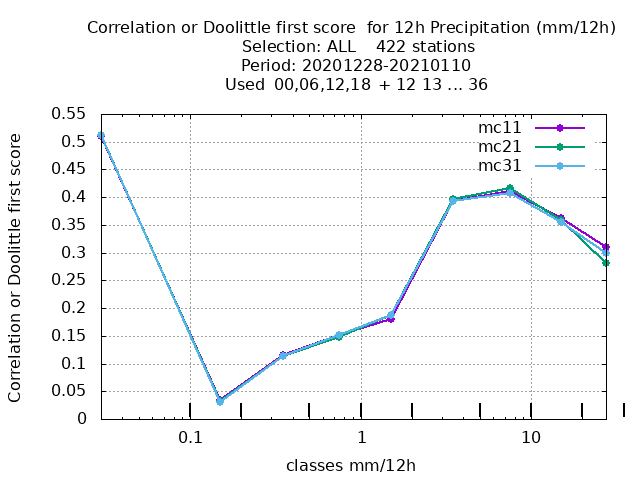 Correlation or Doolittle first score  for 12h Precipitation (mm/12h)
Selection: ALL    422 stations
Period: 20201228-20210110
Used  00,06,12,18  + 12 13 ... 36
mc11
mc21
mc31
Correlation or Doolittle first score
0.55
0.5
0.45
0.4
0.35
0.3
0.25
0.2
0.15
0.1
0.05
0
0.1
1
10
classes mm/12h